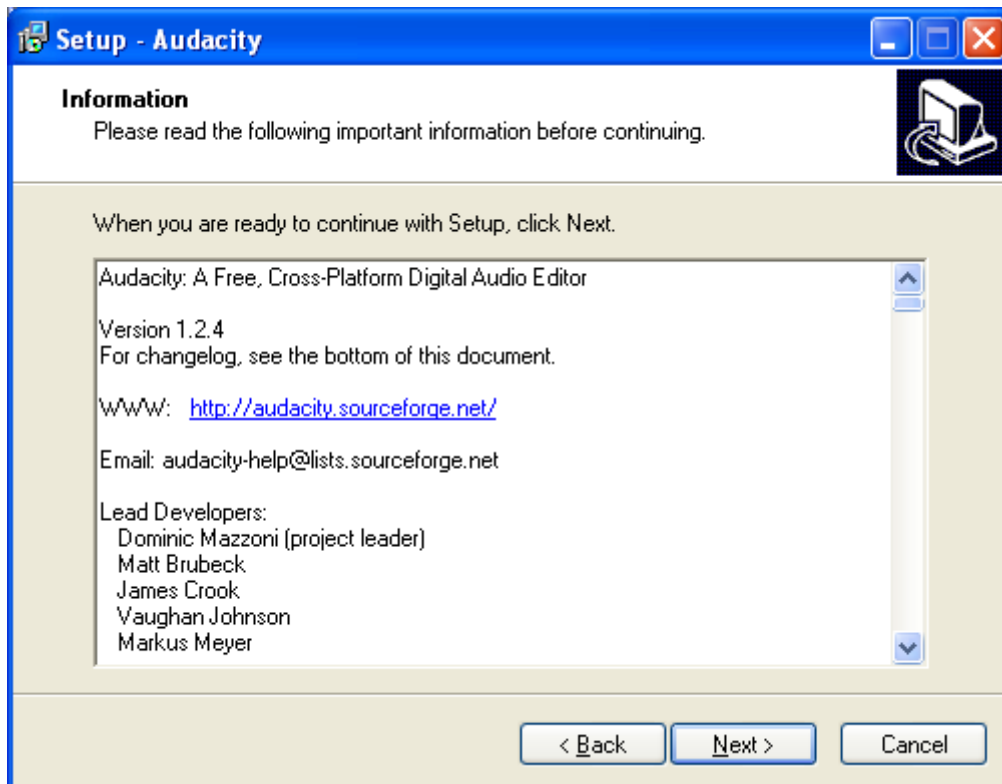 Setup - Audacity
Information
Please read the following important information before continuing.
When you are ready to continue with Setup, click Next.
Audacity: A Free, Cross-Platform Digital Audio Editor
Version 1.2.4
For changelog, see the bottom of this document.
WWW: http://audacity.sourceforge.net/
Email: audacity-help@lists.sourceforge.net
Lead Developers:
Dominic Mazzoni (project leader)
Matt Brubeck
James Crook
Vaughan Johnson
Markus Meyer
< Back Next > Cancel